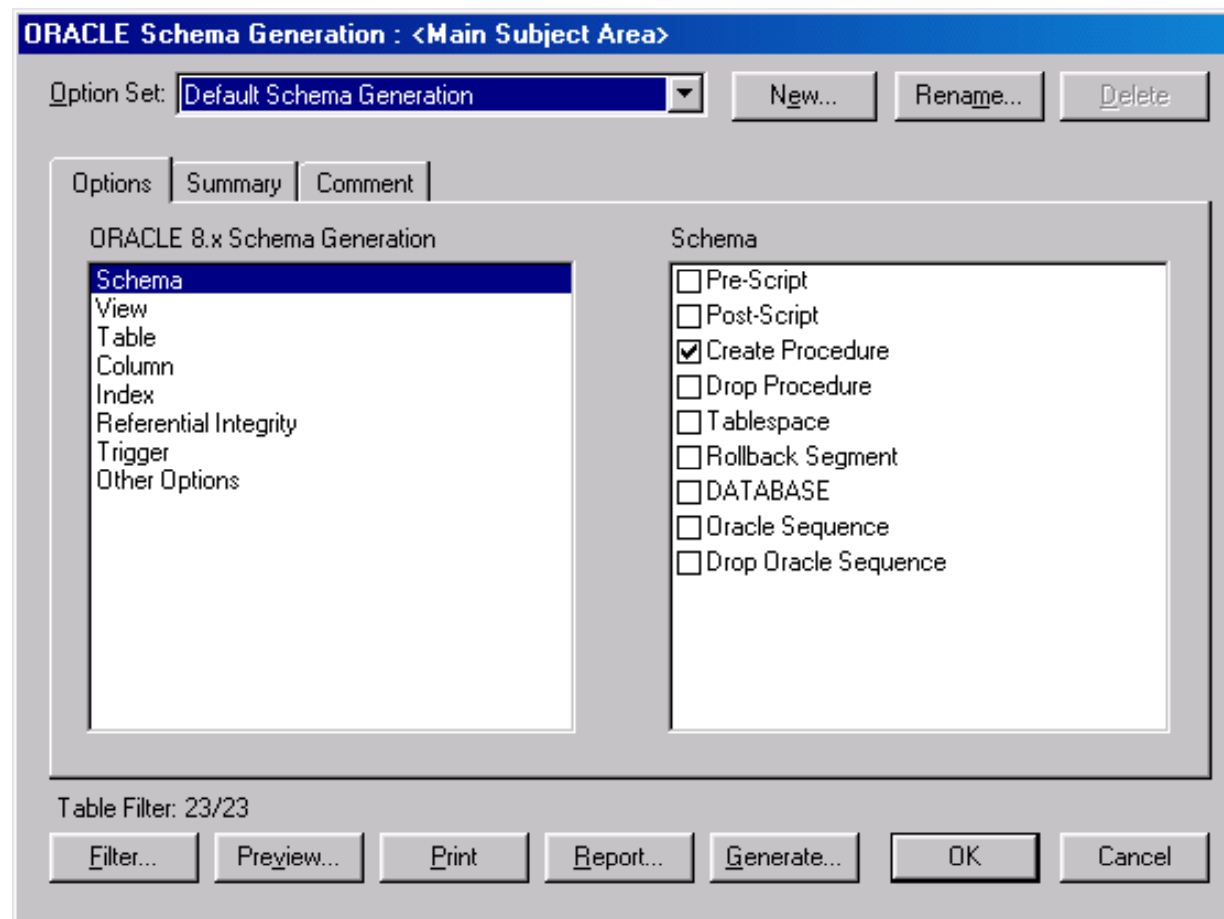 ORACLE Schema Generation : <Main Subject Area>
Option Set: Default Schema Generation New... Rename... Delete
Options Summary Comment
ORACLE 8.x Schema Generation Schema
Schema
View
Table
Column
Index
Referential Integrity
Trigger
Other Options
Pre-Script
Post-Script
Create Procedure
Drop Procedure
Tablespace
Rollback Segment
DATABASE
Oracle Sequence
Drop Oracle Sequence
Table Filter: 23/23
Filter... Preview... Print Report... Generate... OK Cancel